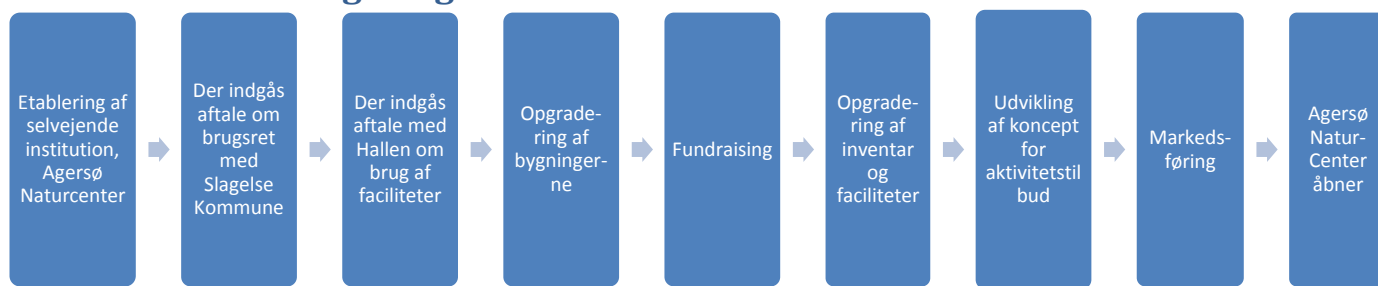 Etablering af
selvejende
institution,
Agersø
Naturcenter
Der indgås
aftale om
brugsret
med
Slagelse
Kommune
Der indgås
aftale med
Hallen om
brug af
faciliteter
Opgrade-
ring af
bygninger-
ne
Fundraising
Opgrade-
ring af
inventar
og
faciliteter
Udvikling
af koncept
for
aktivitetstil
bud
Markeds-
føring
Agersø
Natur-
Center
åbner